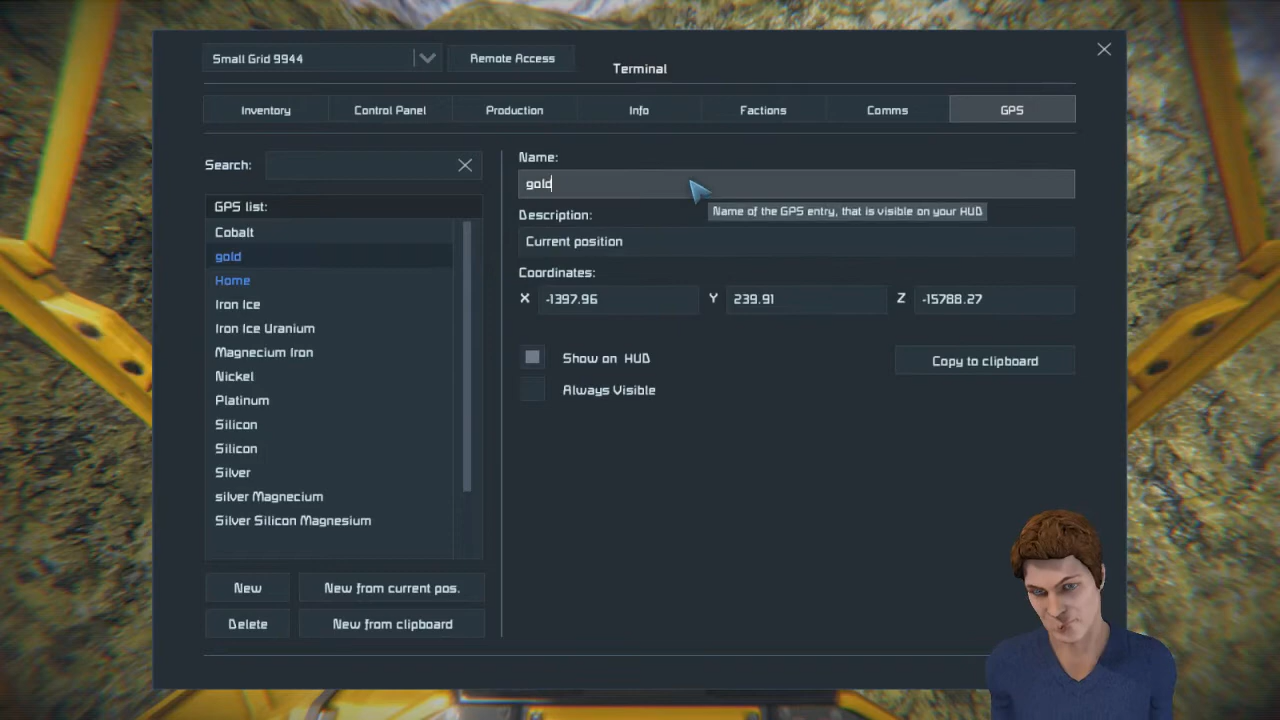 Small Grid 9944
Remote Access
Terminal
Inventory
Control Panel
Production
Info
Factions
Comms
GPS
Search:
GPS list:
Cobalt
gold
Home
Iron Ice
Iron Ice Uranium
Magnecium Iron
Nickel
Platinum
Silicon
Silicon
Silver
silver Magnecium
Silver Silicon Magnesium
New
New from current pos.
Delete
New from clipboard
Name:
gold
Name of the GPS entry, that is visible on your HUD
Description:
Current position
Coordinates:
X -1397.96 Y 239.91 Z -15788.27
Show on HUD
Copy to clipboard
Always Visible